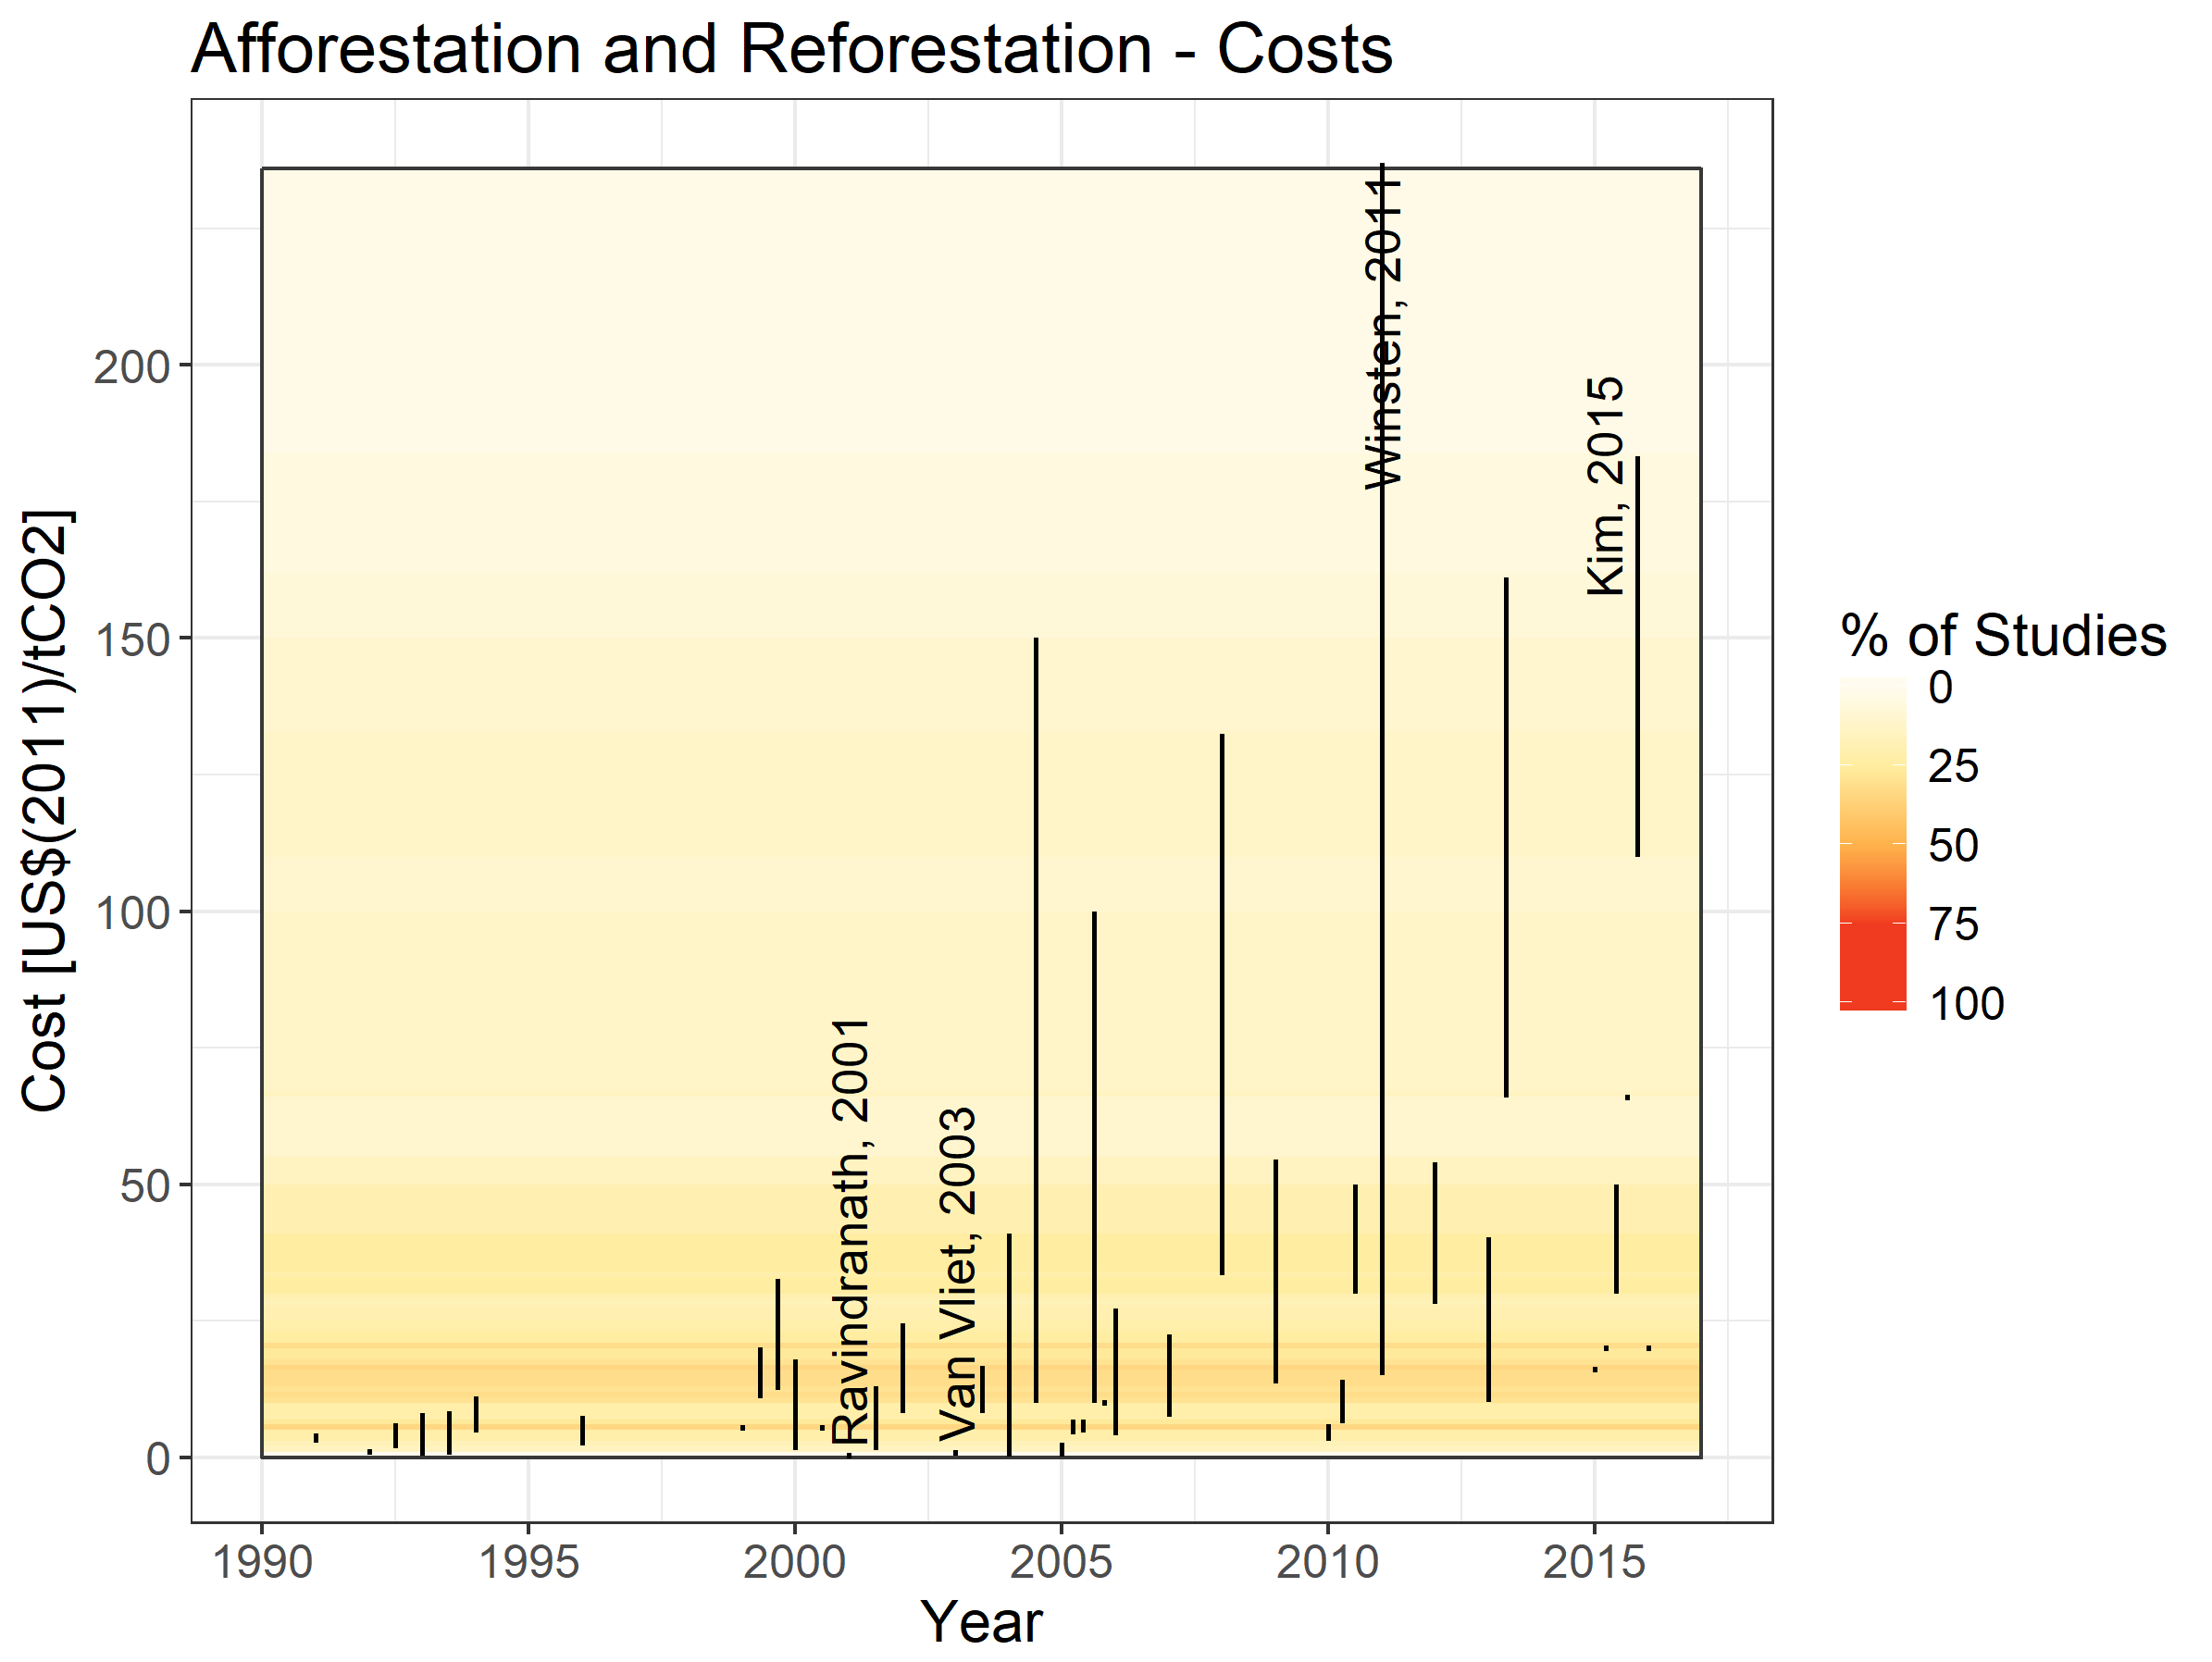 Afforestation and Reforestation - Costs
Cost [US$(2011)/tCO2]
200
150
100
50
0
Ravindranath, 2001
Van Vliet, 2003
Winsten, 2011
Kim, 2015
1990
1995
2000
2005
2010
2015
Year
% of Studies
0
25
50
75
100